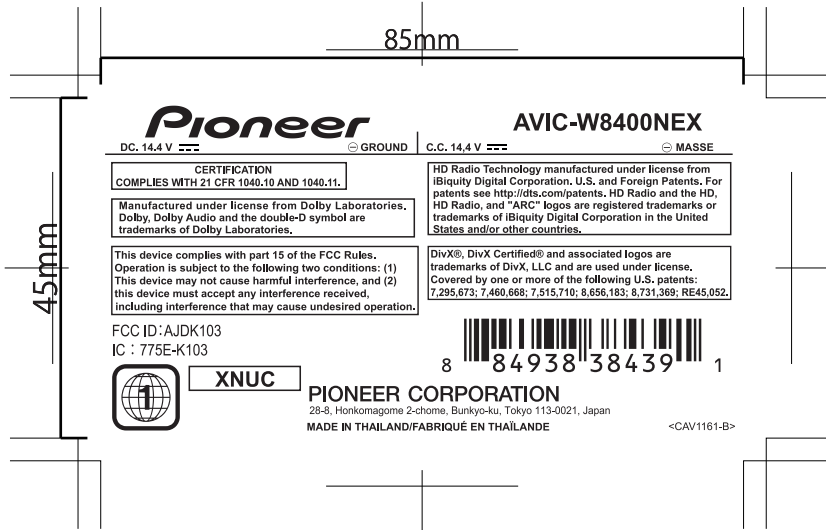 85mm
45mm
Pioneer
AVIC-W8400NEX
DC. 14.4 V ⎓ ⊖ GROUND
C.C. 14,4 V ⎓ ⊖ MASSE
CERTIFICATION
COMPLIES WITH 21 CFR 1040.10 AND 1040.11.
Manufactured under license from Dolby Laboratories.
Dolby, Dolby Audio and the double-D symbol are
trademarks of Dolby Laboratories.
This device complies with part 15 of the FCC Rules.
Operation is subject to the following two conditions: (1)
This device may not cause harmful interference, and (2)
this device must accept any interference received,
including interference that may cause undesired operation.
HD Radio Technology manufactured under license from
iBiquity Digital Corporation. U.S. and Foreign Patents. For
patents see http://dts.com/patents. HD Radio and the HD,
HD Radio, and "ARC" logos are registered trademarks or
trademarks of iBiquity Digital Corporation in the United
States and/or other countries.
DivX®, DivX Certified® and associated logos are
trademarks of DivX, LLC and are used under license.
Covered by one or more of the following U.S. patents:
7,295,673; 7,460,668; 7,515,710; 8,656,183; 8,731,369; RE45,052.
FCC ID:AJDK103
IC : 775E-K103
8 84938 38439 1
1
XNUC
PIONEER CORPORATION
28-8, Honkomagome 2-chome, Bunkyo-ku, Tokyo 113-0021, Japan
MADE IN THAILAND/FABRIQUÉ EN THAÏLANDE
<CAV1161-B>